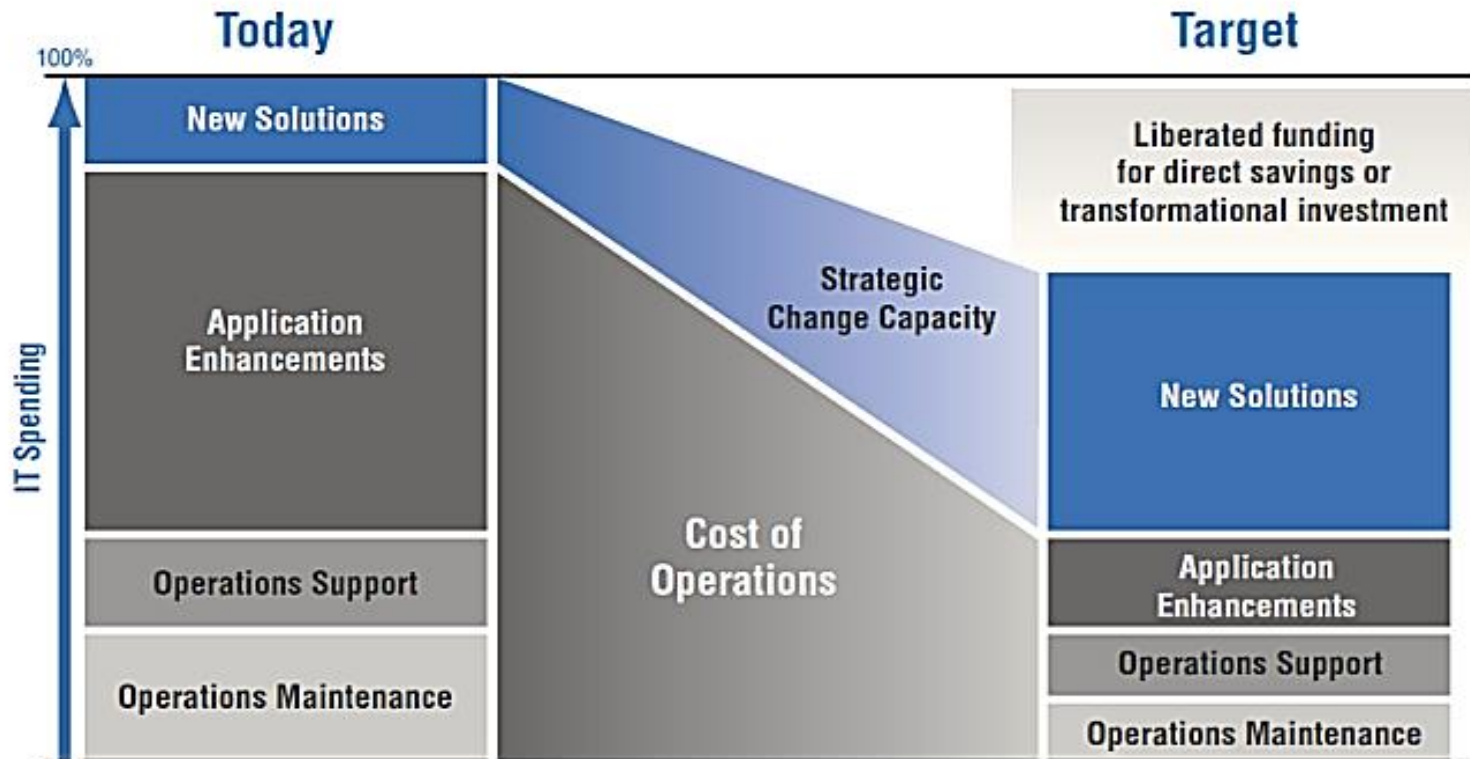 Today
Target
100%
IT Spending
New Solutions
Application
Enhancements
Operations Support
Operations Maintenance
Strategic
Change Capacity
Cost of
Operations
Liberated funding
for direct savings or
transformational investment
New Solutions
Application
Enhancements
Operations Support
Operations Maintenance